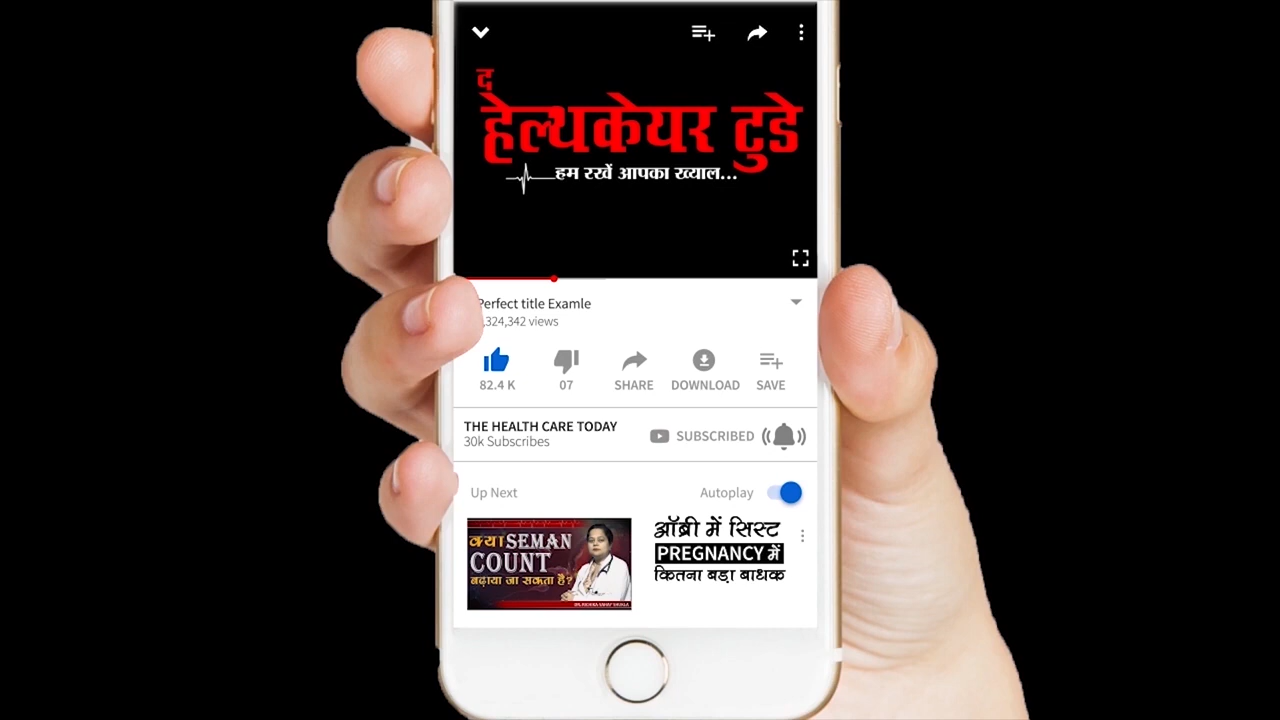 द
हेल्थकेयर टुडे
हम रखें आपका ख्याल...
Perfect title Examle
,324,342 views
82.4 K
07
SHARE
DOWNLOAD
SAVE
THE HEALTH CARE TODAY
30k Subscribes
SUBSCRIBED
Up Next
Autoplay
क्या SEMAN
COUNT
बढ़ाया जा सकता है?
ऑब्री में सिस्ट
PREGNANCY में
कितना बड़ा बाधक